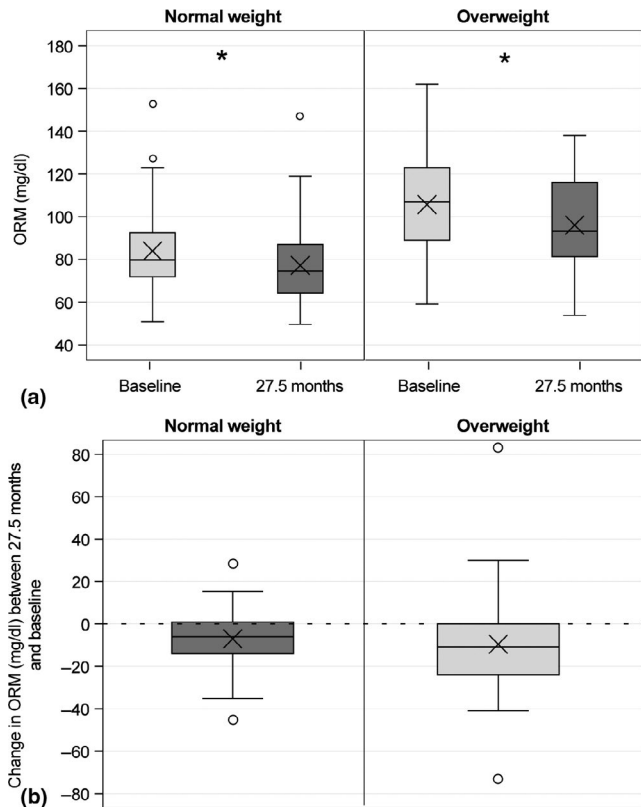 Normal weight Overweight
*
*
180
160
140
120
100
80
60
40
ORM (mg/dl)
Baseline 27.5 months Baseline 27.5 months
(a)
Normal weight Overweight
80
60
40
20
0
–20
–40
–60
–80
Change in ORM (mg/dl) between 27.5 months
and baseline
(b)